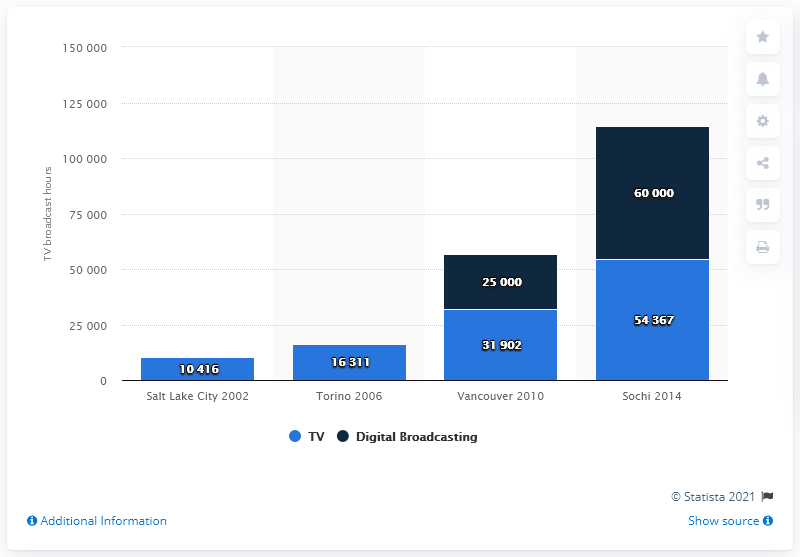 150 000
125 000
100 000
75 000
50 000
25 000
0
TV broadcast hours
10 416
16 311
25 000
31 902
60 000
54 367
Salt Lake City 2002
Torino 2006
Vancouver 2010
Sochi 2014
TV
Digital Broadcasting
© Statista 2021
Additional Information
Show source